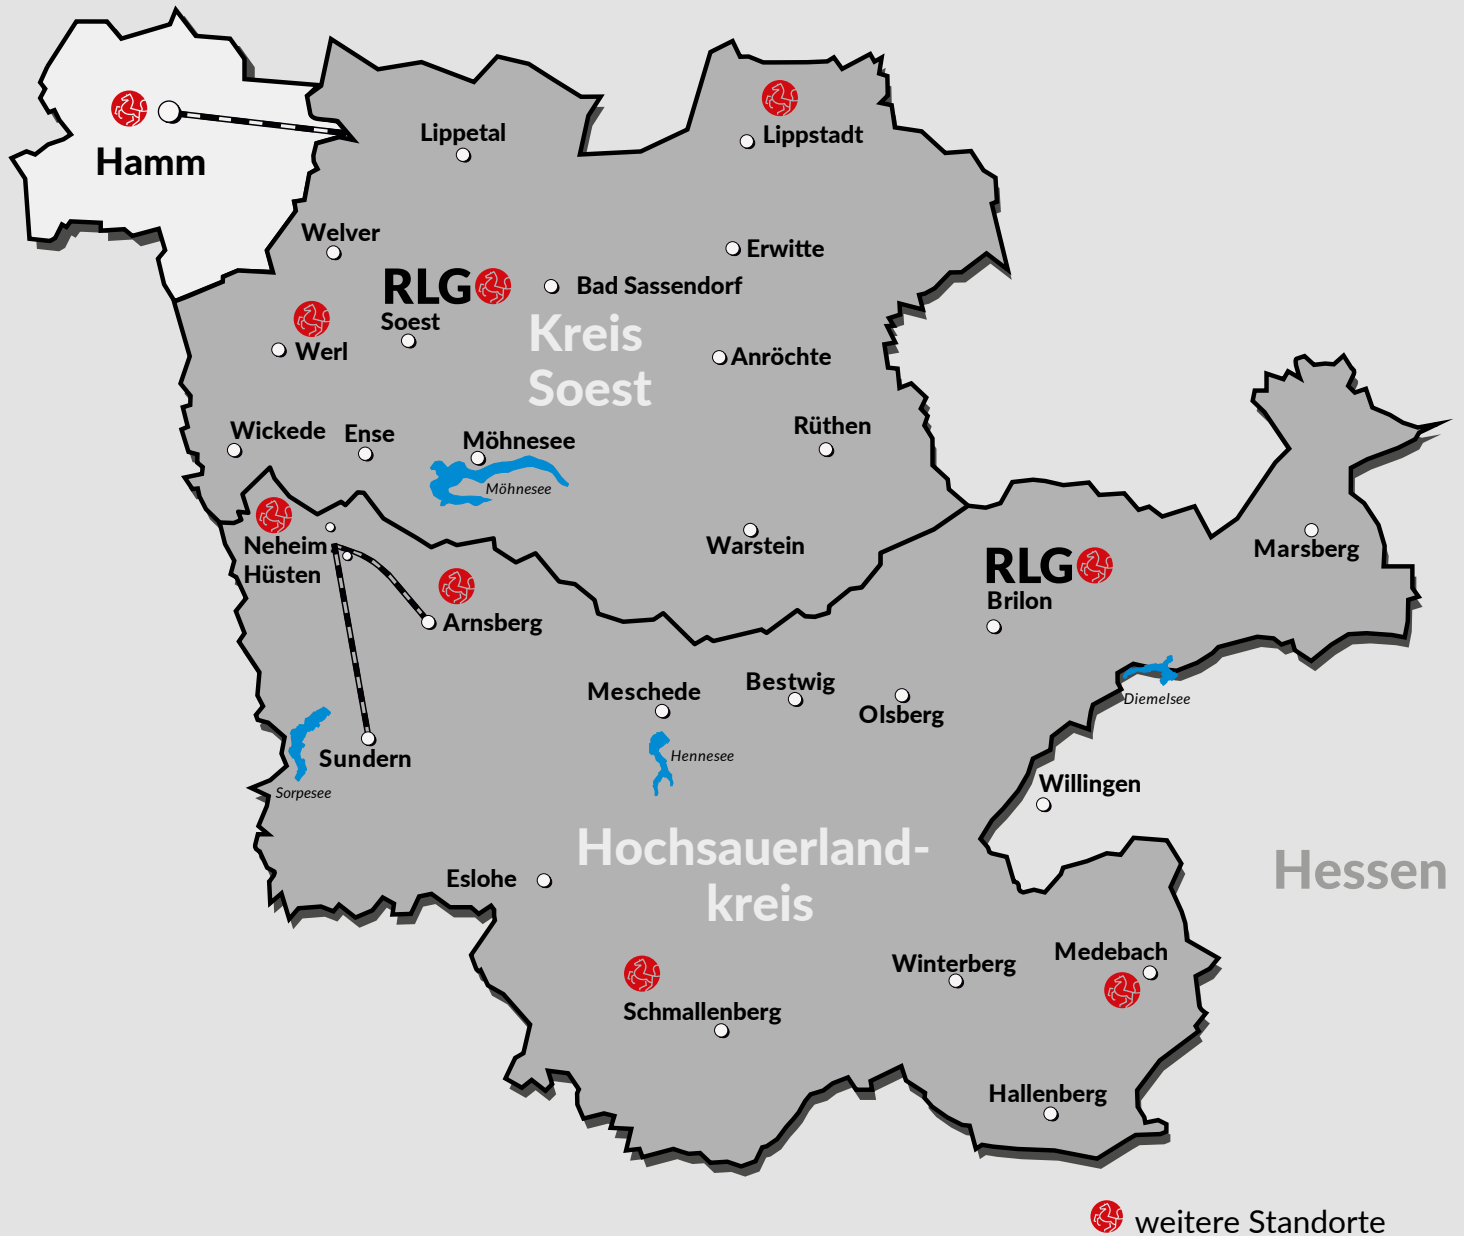 Hamm
Lippetal
Lippstadt
Welver
Erwitte
RLG
Soest
Bad Sassendorf
Kreis
Soest
Werl
Anröchte
Wickede
Ense
Möhnesee
Möhnesee
Rüthen
Neheim
Hüsten
Warstein
Marsberg
RLG
Brilon
Arnsberg
Meschede
Bestwig
Olsberg
Diemelsee
Sundern
Sorpesee
Hennesee
Willingen
Hochsauerland-
kreis
Hessen
Eslohe
Schmallenberg
Winterberg
Medebach
Hallenberg
weitere Standorte